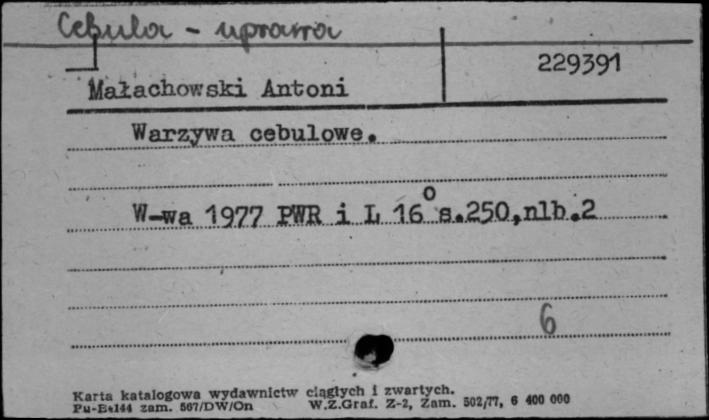 Cebula - uprawa
229391
Małachowski Antoni
Warzywa cebulowe.
W-wa 1977 PWR i L 16° s.250,nlb.2
6
Karta katalogowa wydawnictw ciągłych i zwartych.
Pu-Bs144 zam. 567/DW/On W.Z.Graf. Z-2, Zam. 502/77, 6 400 000